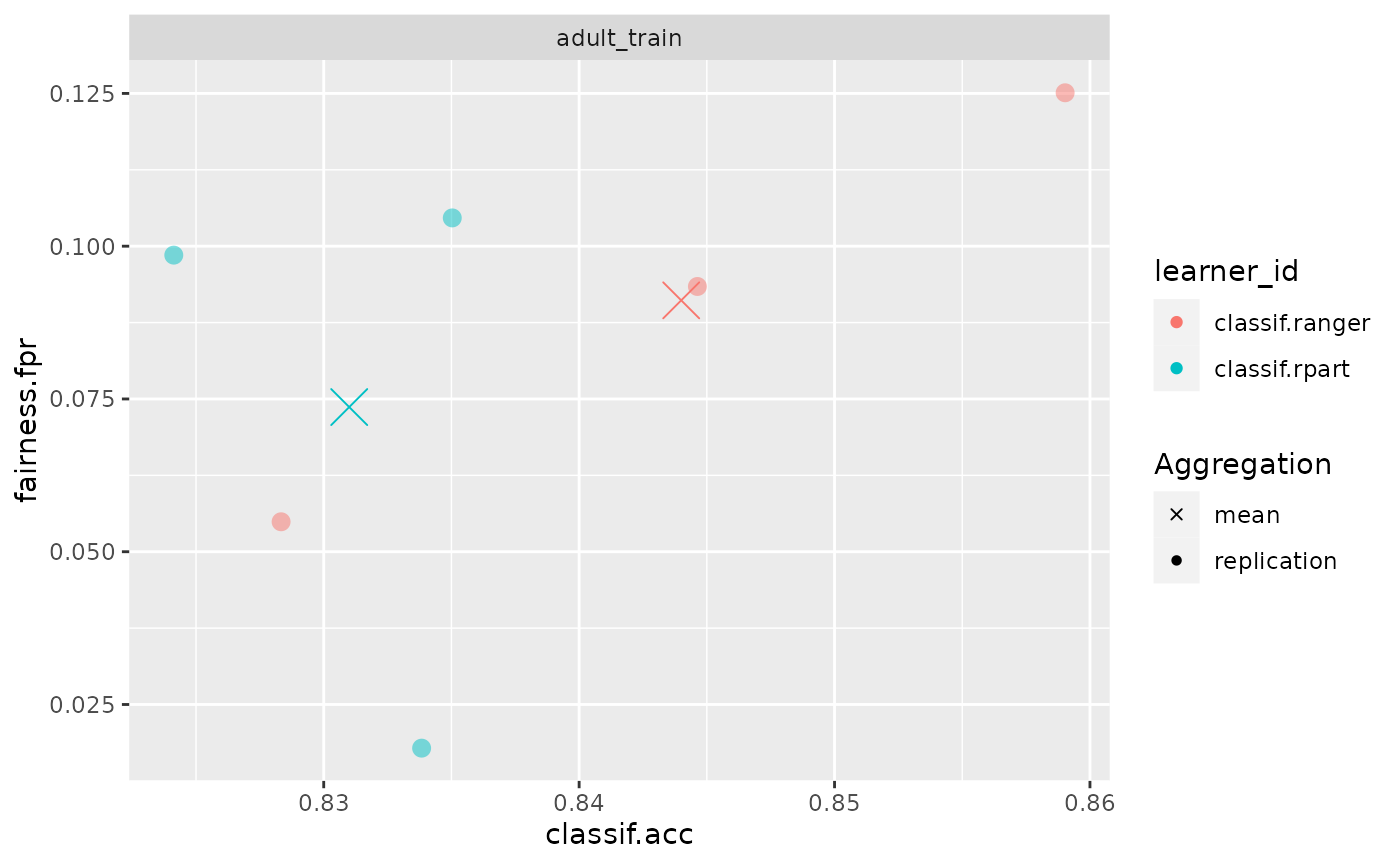 adult_train
0.125
0.100
0.075
0.050
0.025
fairness.fpr
0.83
0.84
0.85
0.86
classif.acc
learner_id
classif.ranger
classif.rpart
Aggregation
mean
replication